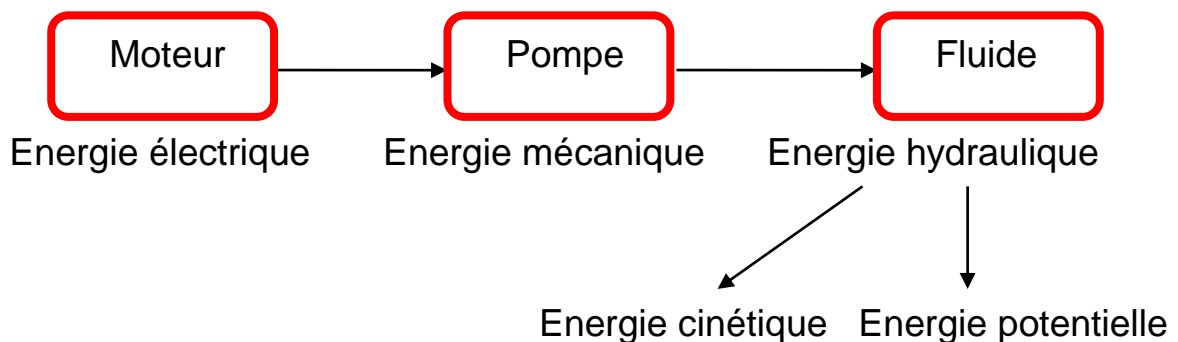 Moteur Pompe Fluide
Energie électrique Energie mécanique Energie hydraulique
Energie cinétique Energie potentielle